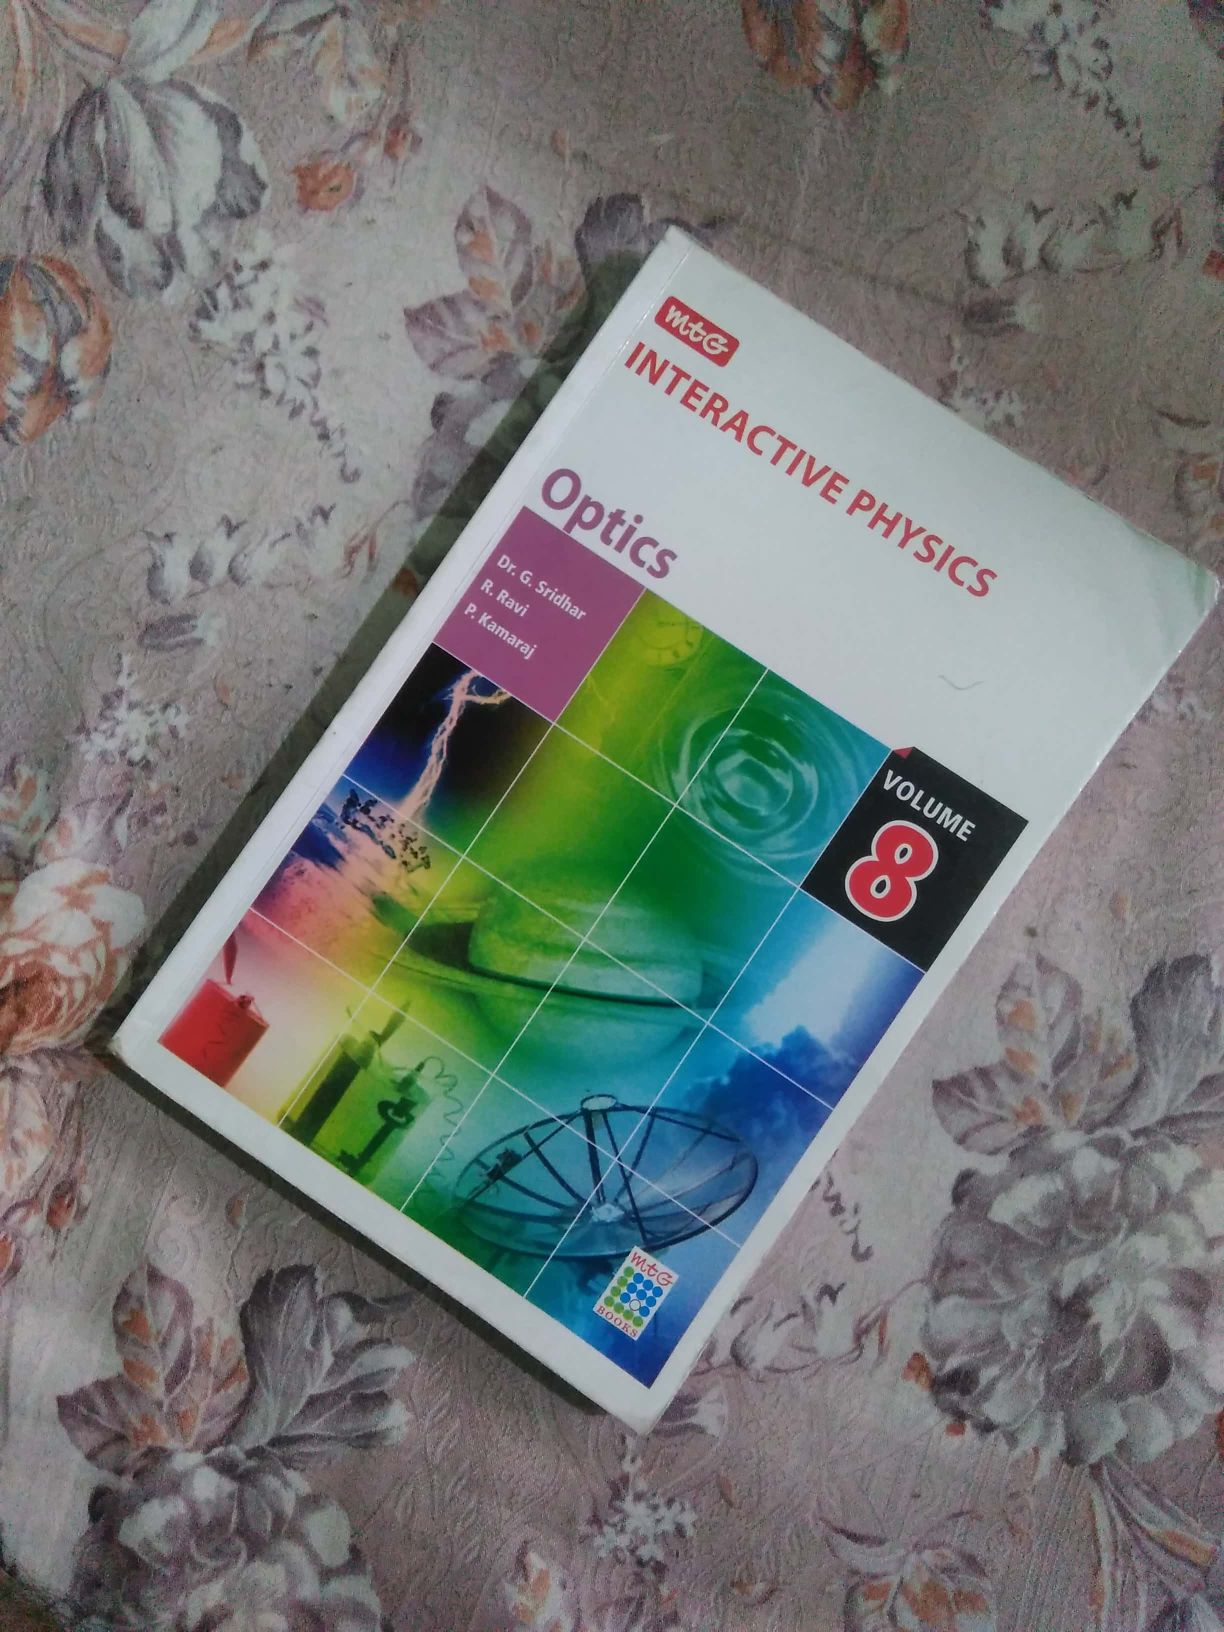 mtG
INTERACTIVE PHYSICS
Optics
Dr. G. Sridhar
R. Ravi
P. Kamaraj
VOLUME
8
mtG
BOOKS